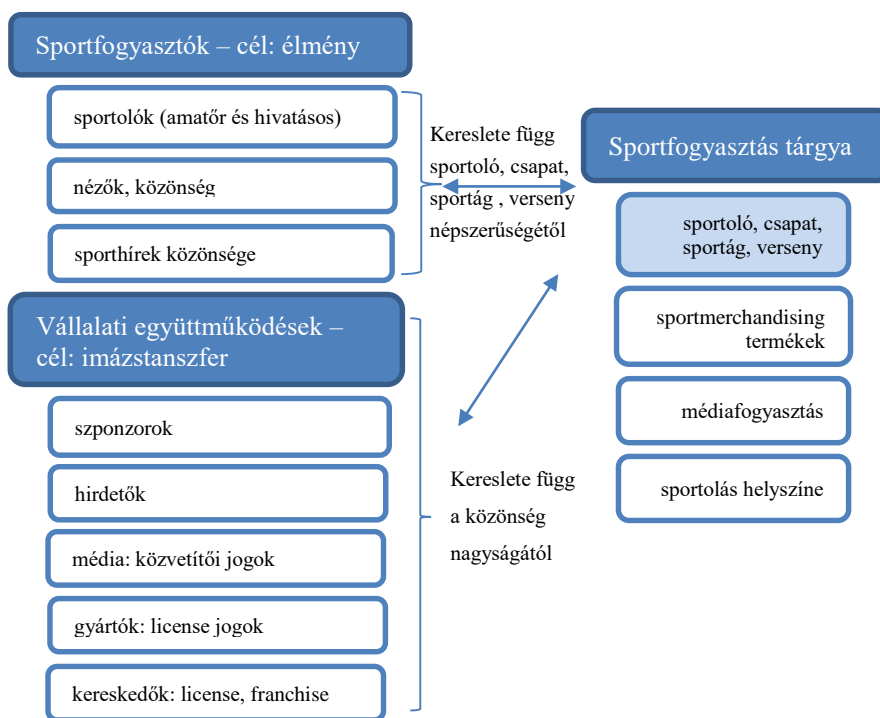 Sportfogyasztók – cél: élmény
sportolók (amatőr és hivatásos)
nézők, közönség
sporthírek közönsége
Kereslete függ
sportoló, csapat,
sportág , verseny
népszerűségétől
Sportfogyasztás tárgya
sportoló, csapat,
sportág, verseny
sportmerchandising
termékek
médiafogyasztás
sportolás helyszíne
Vállalati együttműködések –
cél: imázstanszfer
szponzorok
hirdetők
média: közvetítői jogok
gyártók: license jogok
kereskedők: license, franchise
Kereslete függ
a közönség
nagyságától